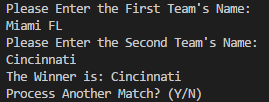 Please Enter the First Team's Name:
Miami FL
Please Enter the Second Team's Name:
Cincinnati
The Winner is: Cincinnati
Process Another Match? (Y/N)